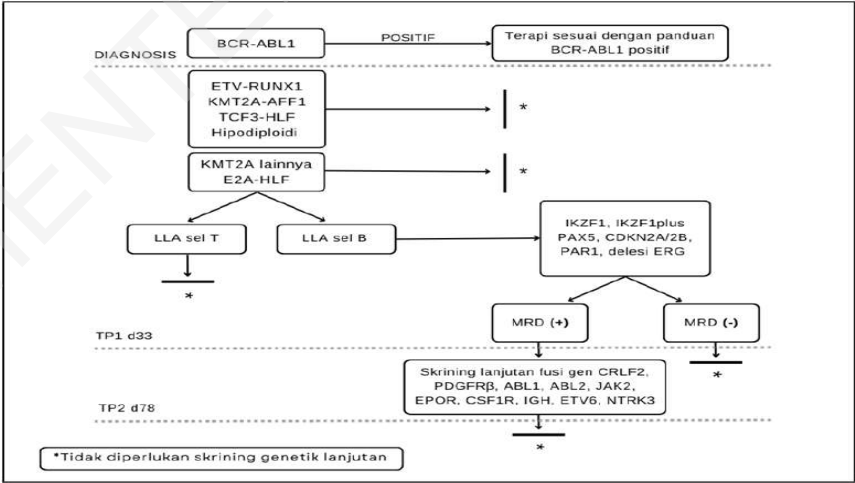 BCR-ABL1
POSITIF
Terapi sesuai dengan panduan
BCR-ABL1 positif
DIAGNOSIS
ETV-RUNX1
KMT2A-AFF1
TCF3-HLF
Hipodiploidi
*
KMT2A lainnya
E2A-HLF
*
LLA sel T
LLA sel B
IKZF1, IKZF1plus
PAX5, CDKN2A/2B,
PAR1, delesi ERG
*
MRD (+)
MRD (-)
TP1 d33
*
Skrining lanjutan fusi gen CRLF2,
PDGFRβ, ABL1, ABL2, JAK2,
EPOR, CSF1R, IGH, ETV6, NTRK3
TP2 d78
*
*Tidak diperlukan skrining genetik lanjutan